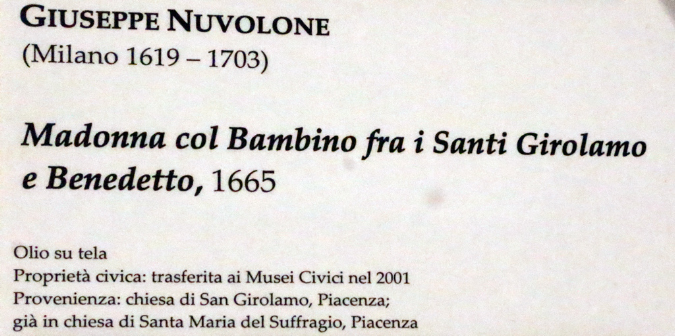 GIUSEPPE NUVOLONE
(Milano 1619 – 1703)
Madonna col Bambino fra i Santi Girolamo
e Benedetto, 1665
Olio su tela
Proprietà civica: trasferita ai Musei Civici nel 2001
Provenienza: chiesa di San Girolamo, Piacenza;
già in chiesa di Santa Maria del Suffragio, Piacenza